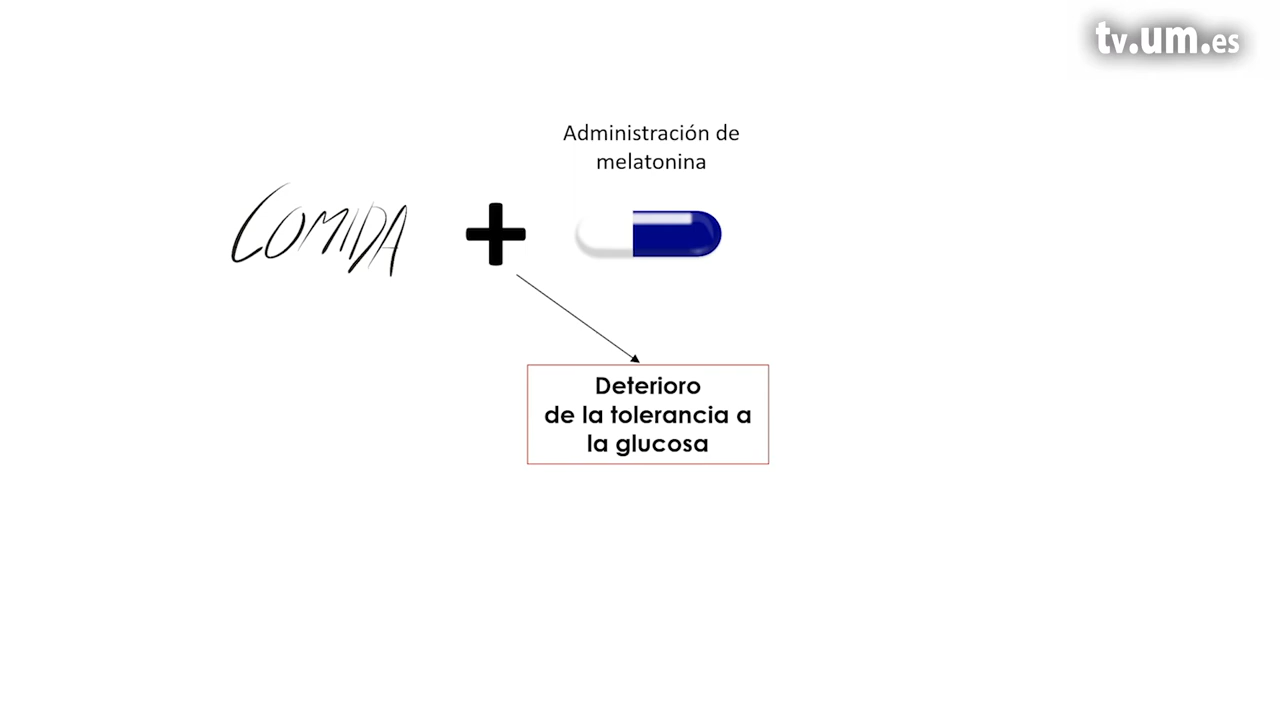 tv.um.es
Administración de
melatonina
COMIDA
Deterioro
de la tolerancia a
la glucosa